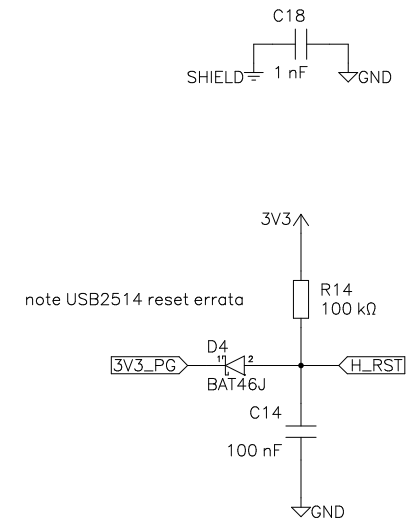 C18
SHIELD 1 nF GND
3V3
R14
100 kΩ
note USB2514 reset errata
D4
1 2
3V3_PG H_RST
BAT46J
C14
100 nF
GND